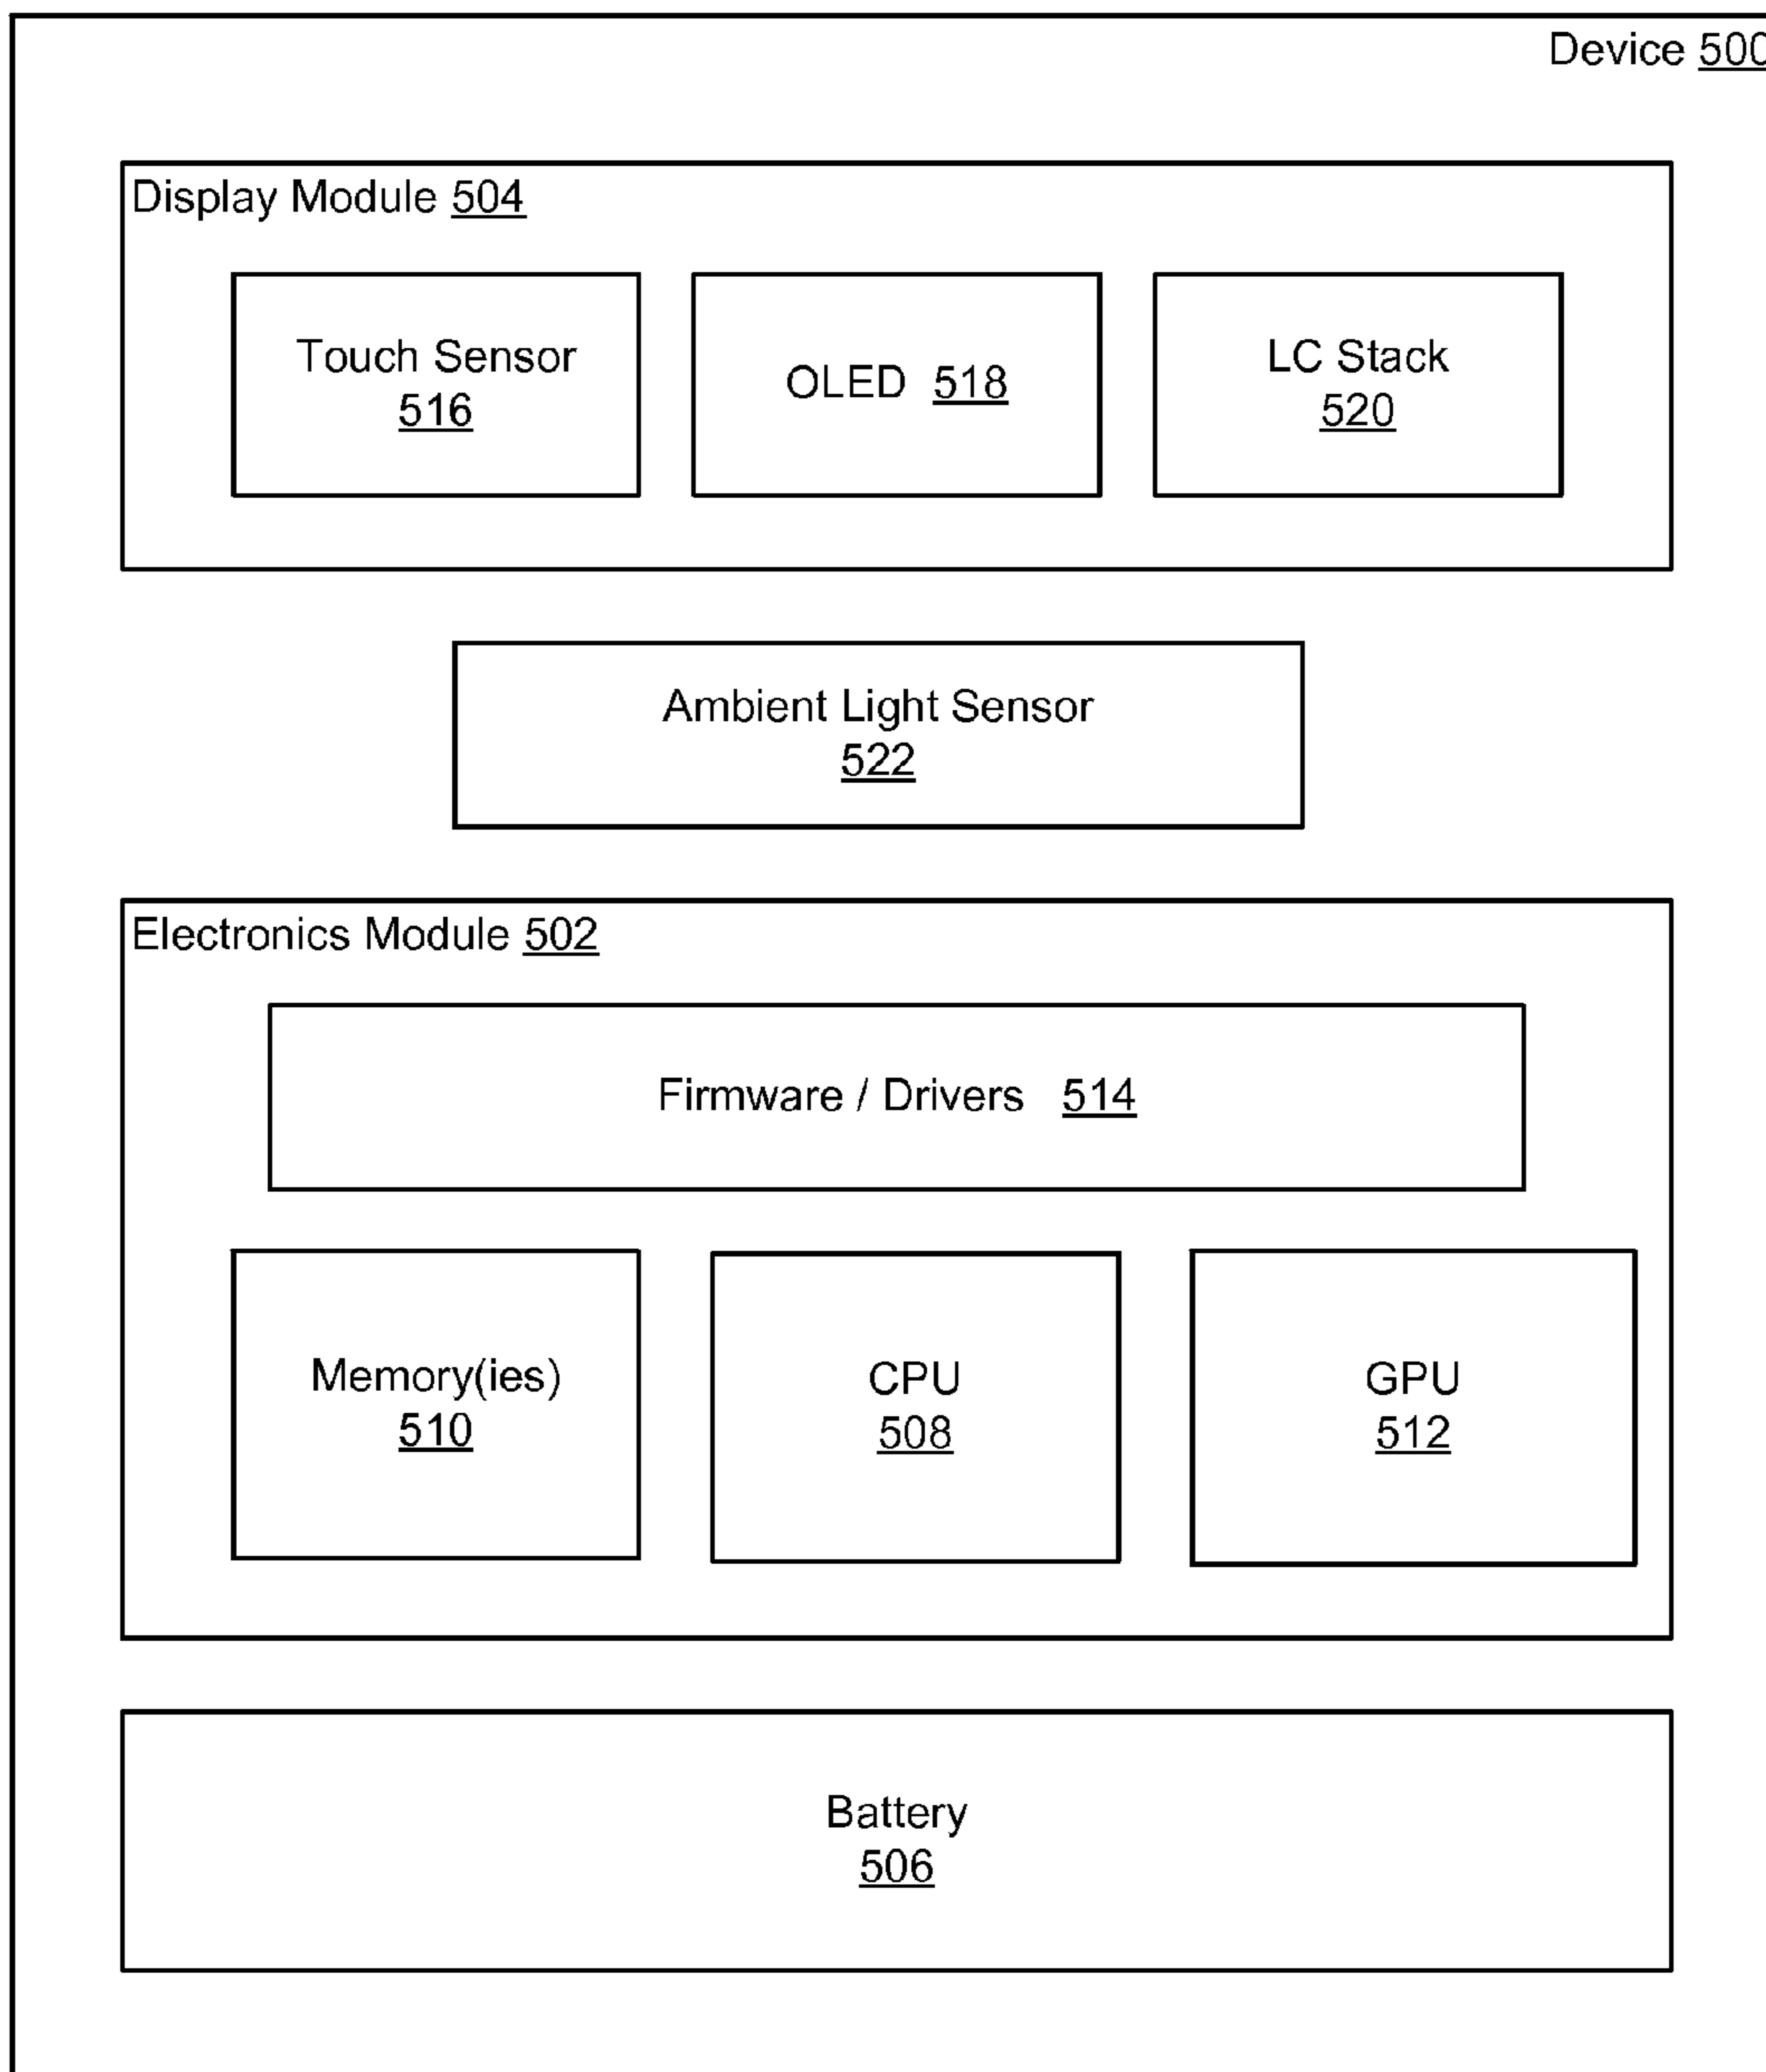 Device 500
Display Module 504
Touch Sensor
516
OLED 518
LC Stack
520
Ambient Light Sensor
522
Electronics Module 502
Firmware / Drivers 514
Memory(ies)
510
CPU
508
GPU
512
Battery
506